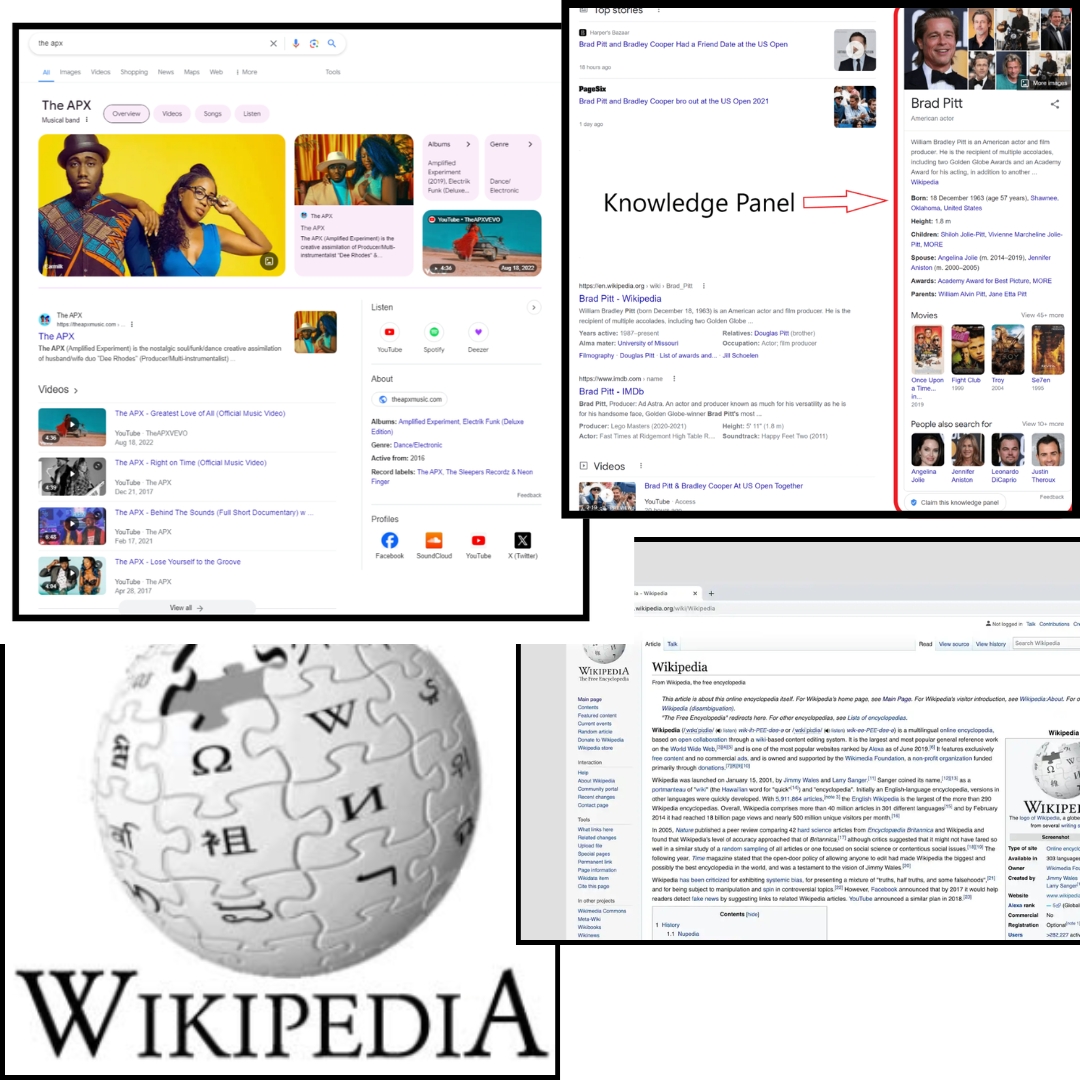 the apx
All Images Videos Shopping News Maps Web More Tools
The APX
Musical band
Overview Videos Songs Listen
Albums
Amplified
Experiment
(2019), Electrik
Funk (Deluxe...
Genre
Dance/
Electronic
The APX
The APX
The APX (Amplified Experiment) is the
creative assimilation of Producer/Multi-
instrumentalist "Dee Rhodes" &...
YouTube • TheAPXVEVO
4:36 Aug 18, 2022
The APX
https://theapxmusic.com › ...
The APX
The APX (Amplified Experiment) is the nostalgic soul/funk/dance creative assimilation
of husband/wife duo "Dee Rhodes" (Producer/Multi-instrumentalist) ...
Videos
4:36
The APX - Greatest Love of All (Official Music Video)
YouTube · TheAPXVEVO
Aug 18, 2022
4:39
The APX - Right on Time (Official Music Video)
YouTube · The APX
Dec 21, 2017
6:45
The APX - Behind The Sounds (Full Short Documentary) w ...
YouTube · The APX
Feb 17, 2021
4:04
The APX - Lose Yourself to the Groove
YouTube · The APX
Apr 26, 2017
View all
Listen
YouTube Spotify Deezer
About
theapxmusic.com
Albums: Amplified Experiment, Electrik Funk (Deluxe
Edition)
Genre: Dance/Electronic
Active from: 2016
Record labels: The APX, The Sleepers Recordz & Neon
Finger
Feedback
Profiles
Facebook SoundCloud YouTube X (Twitter)
Top stories
Harper's Bazaar
Brad Pitt and Bradley Cooper Had a Friend Date at the US Open
16 hours ago
PageSix
Brad Pitt and Bradley Cooper bro out at the US Open 2021
1 day ago
Knowledge Panel
https://en.wikipedia.org › wiki › Brad_Pitt
Brad Pitt - Wikipedia
William Bradley Pitt (born December 18, 1963) is an American actor and film producer. He is the
recipient of multiple accolades, including two Golden Globe ...
Years active: 1987–present Relatives: Douglas Pitt (brother)
Alma mater: University of Missouri Occupation: Actor; film producer
Filmography · Douglas Pitt · List of awards and... · Jill Schoelen
https://www.imdb.com › name
Brad Pitt - IMDb
Brad Pitt, Producer: Ad Astra. An actor and producer known as much for his versatility as he is
for his handsome face, Golden Globe-winner Brad Pitt's most ...
Producer: Lego Masters (2020-2021) Height: 5' 11" (1.8 m)
Actor: Fast Times at Ridgemont High Table R... Soundtrack: Happy Feet Two (2011)
Videos
Brad Pitt & Bradley Cooper At US Open Together
YouTube · Access
More images
Brad Pitt
American actor
William Bradley Pitt is an American actor and film
producer. He is the recipient of multiple accolades,
including two Golden Globe Awards and an Academy
Award for his acting, in addition to another ...
Wikipedia
Born: 18 December 1963 (age 57 years), Shawnee,
Oklahoma, United States
Height: 1.8 m
Children: Shiloh Jolie-Pitt, Vivienne Marcheline Jolie-
Pitt, MORE
Spouse: Angelina Jolie (m. 2014–2019), Jennifer
Aniston (m. 2000–2005)
Awards: Academy Award for Best Picture, MORE
Parents: William Alvin Pitt, Jane Etta Pitt
Movies View 45+ more
Once Upon
a Time...
in...
2019
Fight Club
1999
Troy
2004
Se7en
1995
People also search for View 10+ more
Angelina
Jolie
Jennifer
Aniston
Leonardo
DiCaprio
Justin
Theroux
Claim this knowledge panel
Feedback
Ω W И 祖
WIKIPEDIA
- Wikipedia
.wikipedia.org/wiki/Wikipedia
Not logged in Talk Contributions
Article Talk Read View source View history Search Wikipedia
WIKIPEDIA
The Free Encyclopedia
Main page
Contents
Featured content
Current events
Random article
Donate to Wikipedia
Wikipedia store
Interaction
Help
About Wikipedia
Community portal
Recent changes
Contact page
Tools
What links here
Related changes
Upload file
Special pages
Permanent link
Page information
Wikidata item
Cite this page
In other projects
Wikimedia Commons
Meta-Wiki
Wikibooks
Wikinews
Wikipedia
From Wikipedia, the free encyclopedia
This article is about this online encyclopedia itself. For Wikipedia's home page, see Main Page. For Wikipedia's visitor introduction, see Wikipedia:About. For
Wikipedia (disambiguation).
"The Free Encyclopedia" redirects here. For other encyclopedias, see Lists of encyclopedias.
is a multilingual online encyclopedia,
based on open collaboration through a wiki-based content editing system. It is the largest and most popular general reference work
on the World Wide Web,[3][4][5] and is one of the most popular websites ranked by Alexa as of June 2019.[6] It features exclusively
free content and no commercial ads, and is owned and supported by the Wikimedia Foundation, a non-profit organization funded
primarily through donations.[7][8][9][10]
Wikipedia was launched on January 15, 2001, by Jimmy Wales and Larry Sanger.[11] Sanger coined its name,[12][13] as a
portmanteau of "wiki" (the Hawaiian word for "quick"[14]) and "encyclopedia". Initially an English-language encyclopedia, versions in
other languages were quickly developed. With 5,911,664 articles,[note 3] the English Wikipedia is the largest of the more than 290
Wikipedia encyclopedias. Overall, Wikipedia comprises more than 40 million articles in 301 different languages[15] and by February
2014 it had reached 18 billion page views and nearly 500 million unique visitors per month.[16]
In 2005, Nature published a peer review comparing 42 hard science articles from Encyclopædia Britannica and Wikipedia and
found that Wikipedia's level of accuracy approached that of Britannica,[17] although critics suggested that it might not have fared so
well in a similar study of a random sampling of all articles or one focused on social science or contentious social issues.[18][19] The
following year, Time magazine stated that the open-door policy of allowing anyone to edit had made Wikipedia the biggest and
possibly the best encyclopedia in the world, and was a testament to the vision of Jimmy Wales.[20]
Wikipedia has been criticized for exhibiting systemic bias, for presenting a mixture of "truths, half truths, and some falsehoods",[21]
and for being subject to manipulation and spin in controversial topics.[22] However, Facebook announced that by 2017 it would help
readers detect fake news by suggesting links to related Wikipedia articles. YouTube announced a similar plan in 2018.[23]
Contents [hide]
1 History
1.1 Nupedia
Wikipedia
The logo of Wikipedia, a globe
from several writing
Screenshot
Type of site Online
Available in 303 languages
Owner Wikimedia
Created by Jimmy Wales
Larry Sanger
Website www.wikipedia
Alexa rank
Commercial No
Registration Optional
Users >282,227